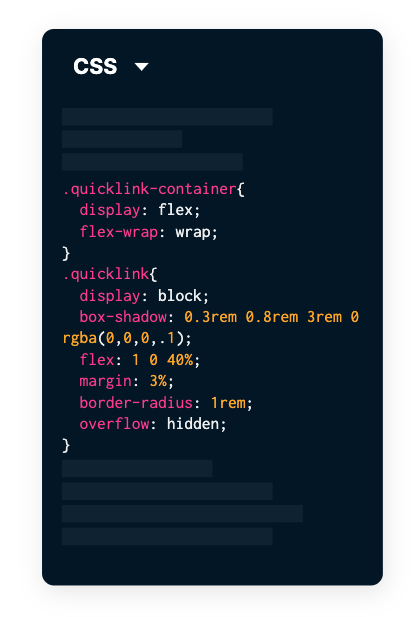 CSS
.quicklink-container{
display: flex;
flex-wrap: wrap;
}
.quicklink{
display: block;
box-shadow: 0.3rem 0.8rem 3rem 0
rgba(0,0,0,.1);
flex: 1 0 40%;
margin: 3%;
border-radius: 1rem;
overflow: hidden;
}